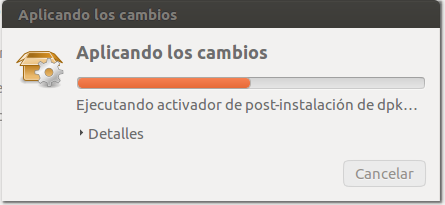 Aplicando los cambios
Aplicando los cambios
Ejecutando activador de post-instalación de dpk...
Detalles
Cancelar